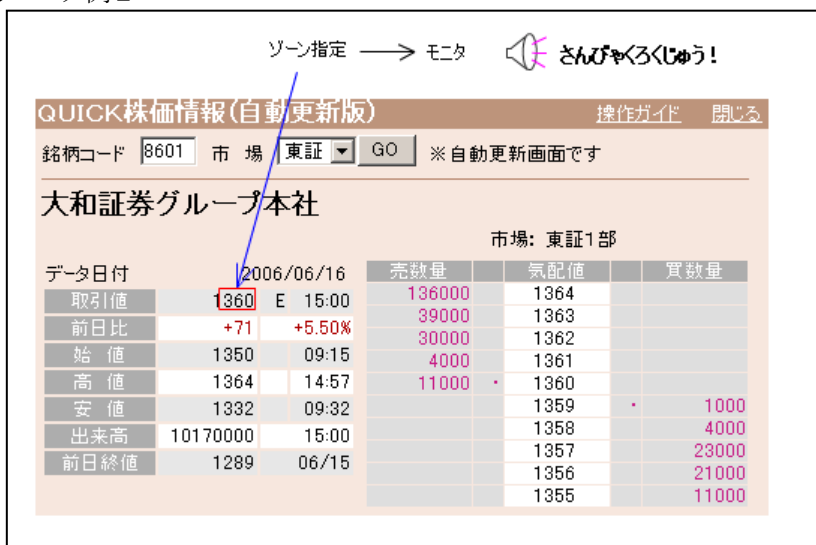 ゾーン指定 → モニタ さんびゃくろくじゅう!
QUICK株価情報(自動更新版) 操作ガイド 閉じる
銘柄コード 8601 市 場 東証 GO ※自動更新画面です
大和証券グループ本社
市場: 東証1部
データ日付 2006/06/16
取引値 1360 E 15:00
前日比 +71 +5.50%
始 値 1350 09:15
高 値 1364 14:57
安 値 1332 09:32
出来高 10170000 15:00
前日終値 1289 06/15
売数量 気配値 買数量
136000 1364
39000 1363
30000 1362
4000 1361
11000 ・ 1360
1359 ・ 1000
1358 4000
1357 23000
1356 21000
1355 11000